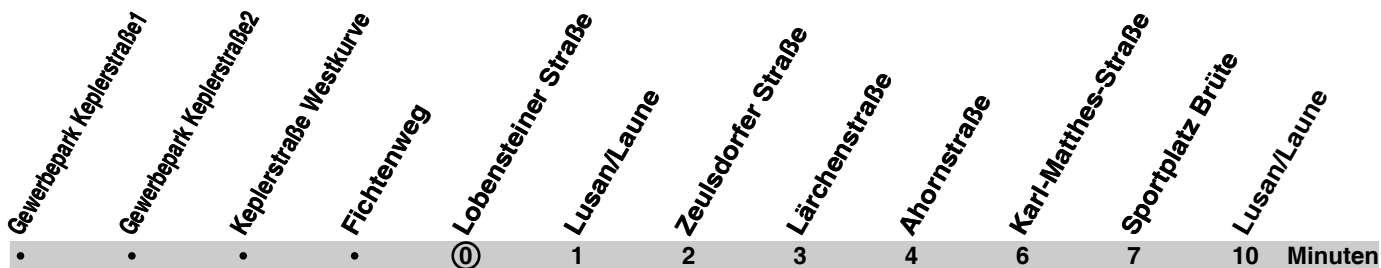 Gewerbepark Keplerstraße1
Gewerbepark Keplerstraße2
Keplerstraße Westkurve
Fichtenweg
Lobensteiner Straße
Lusan/Laune
Zeulsdorfer Straße
Lärchenstraße
Ahornstraße
Karl-Matthes-Straße
Sportplatz Brüte
Lusan/Laune
• • • • 0 1 2 3 4 6 7 10 Minuten